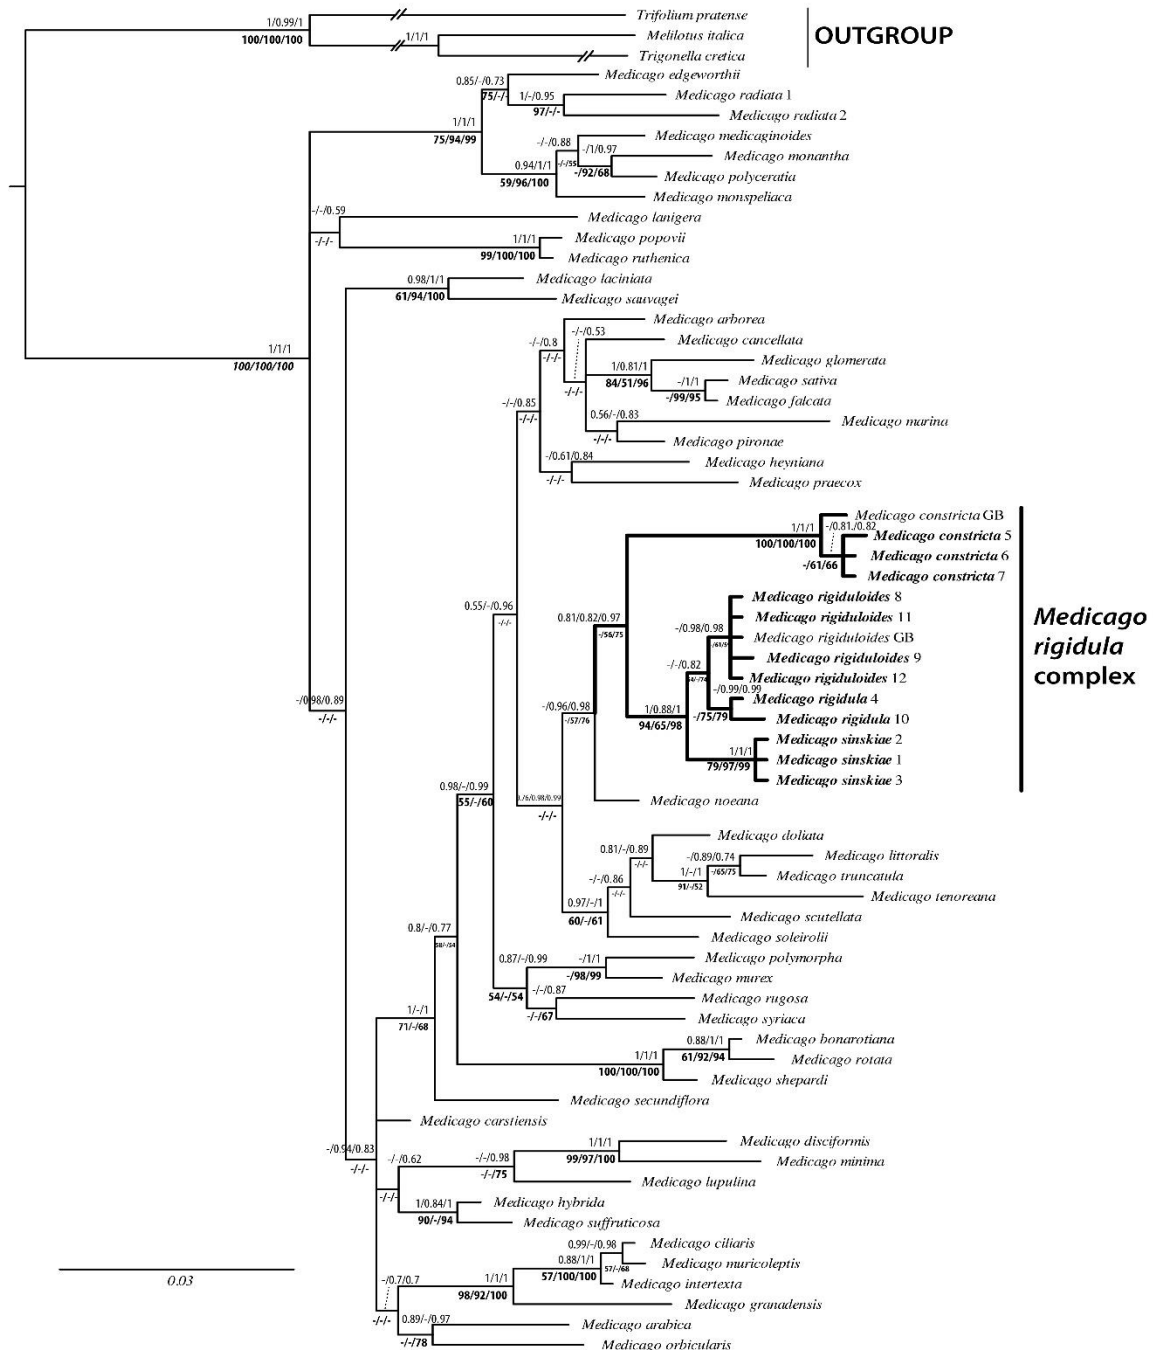 Trifolium pratense
1/0.99/1
100/100/100
Melilotus italica
1/1/1
OUTGROUP
Trigonella cretica
Medicago edgeworthii
0.85/-/0.73
75/-/-
1/-/0.95
Medicago radiata 1
97/-/-
Medicago radiata 2
1/1/1
75/94/99
Medicago medicaginoides
-/-/0.88
-/1/0.97
-/-/55
Medicago monantha
0.94/1/1
-/92/68
59/96/100
Medicago polyceratia
Medicago monspeliaca
-/-/0.59
Medicago lanigera
-/-/-
1/1/1
Medicago popovii
99/100/100
Medicago ruthenica
0.98/1/1
Medicago laciniata
61/94/100
Medicago sauvagei
Medicago arborea
-/-/0.53
-/-/0.8
Medicago cancellata
-/-/-
1/1/1
100/100/100
1/0.81/1
Medicago glomerata
84/51/96
-/1/1
Medicago sativa
-/-/-
-/99/95
Medicago falcata
-/-/0.85
-/-/-
0.56/-/0.83
Medicago marina
-/-/-
Medicago pironae
-/0.61/0.84
Medicago heyniana
-/-/-
Medicago praecox
Medicago constricta GB
1/1/1
-/0.81./0.82
100/100/100
Medicago constricta 5
Medicago constricta 6
-/61/66
Medicago constricta 7
Medicago rigiduloides 8
0.55/-/0.96
-/-/-
0.81/0.82/0.97
-/56/75
Medicago rigiduloides 11
-/0.98/0.98
Medicago rigiduloides GB
Medicago rigidula complex
Medicago rigiduloides 9
-/-/0.82
Medicago rigiduloides 12
-/0.99/0.99
Medicago rigidula 4
-/0.98/0.89
-/-/-
-/0.96/0.98
-/57/76
1/0.88/1
94/65/98
-/75/79
Medicago rigidula 10
Medicago sinskiae 2
1/1/1
Medicago sinskiae 1
79/97/99
Medicago sinskiae 3
0.98/-/0.99
55/-/60
-/-/-
Medicago noeana
Medicago doliata
0.81/-/0.89
-/-/-
-/0.89/0.74
Medicago littoralis
-/65/75
1/-/1
Medicago truncatula
91/-/52
-/-/0.86
-/-/-
Medicago tenoreana
0.97/-/1
Medicago scutellata
60/-/61
Medicago soleirolii
0.8/-/0.77
58/-/54
0.87/-/0.99
-/1/1
Medicago polymorpha
-/98/99
Medicago murex
54/-/54
-/-/0.87
Medicago rugosa
-/-/67
Medicago syriaca
1/-/1
71/-/68
0.88/1/1
Medicago bonarotiana
1/1/1
61/92/94
Medicago rotata
100/100/100
Medicago shepardi
Medicago secundiflora
Medicago carstiensis
-/0.94/0.83
-/-/-
1/1/1
Medicago disciformis
99/97/100
Medicago minima
-/-/0.62
-/-/0.98
-/-/75
Medicago lupulina
-/-/-
1/0.84/1
Medicago hybrida
90/-/94
Medicago suffruticosa
0.99/-/0.98
Medicago ciliaris
0.88/1/1
57/-/68
Medicago muricoleptis
57/100/100
-/0.7/0.7
1/1/1
Medicago intertexta
98/92/100
Medicago granadensis
-/-/-
0.89/-/0.97
Medicago arabica
-/-/78
Medicago orbicularis
0.03